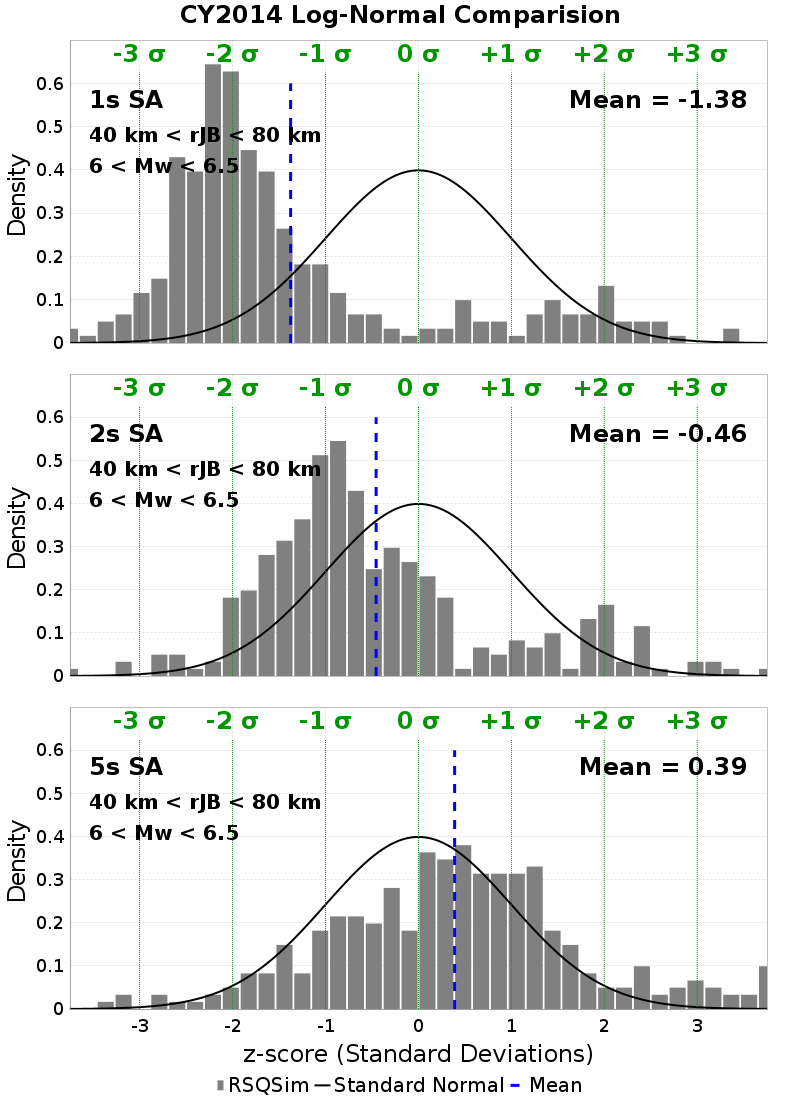 CY2014 Log-Normal Comparision
-3 σ -2 σ -1 σ 0 σ +1 σ +2 σ +3 σ
1s SA
Mean = -1.38
40 km < rJB < 80 km
6 < Mw < 6.5
Density
0.6
0.5
0.4
0.3
0.2
0.1
0
-3 σ -2 σ -1 σ 0 σ +1 σ +2 σ +3 σ
2s SA
Mean = -0.46
40 km < rJB < 80 km
6 < Mw < 6.5
Density
0.6
0.5
0.4
0.3
0.2
0.1
0
-3 σ -2 σ -1 σ 0 σ +1 σ +2 σ +3 σ
5s SA
Mean = 0.39
40 km < rJB < 80 km
6 < Mw < 6.5
Density
0.6
0.5
0.4
0.3
0.2
0.1
0
-3 -2 -1 0 1 2 3
z-score (Standard Deviations)
RSQSim Standard Normal Mean